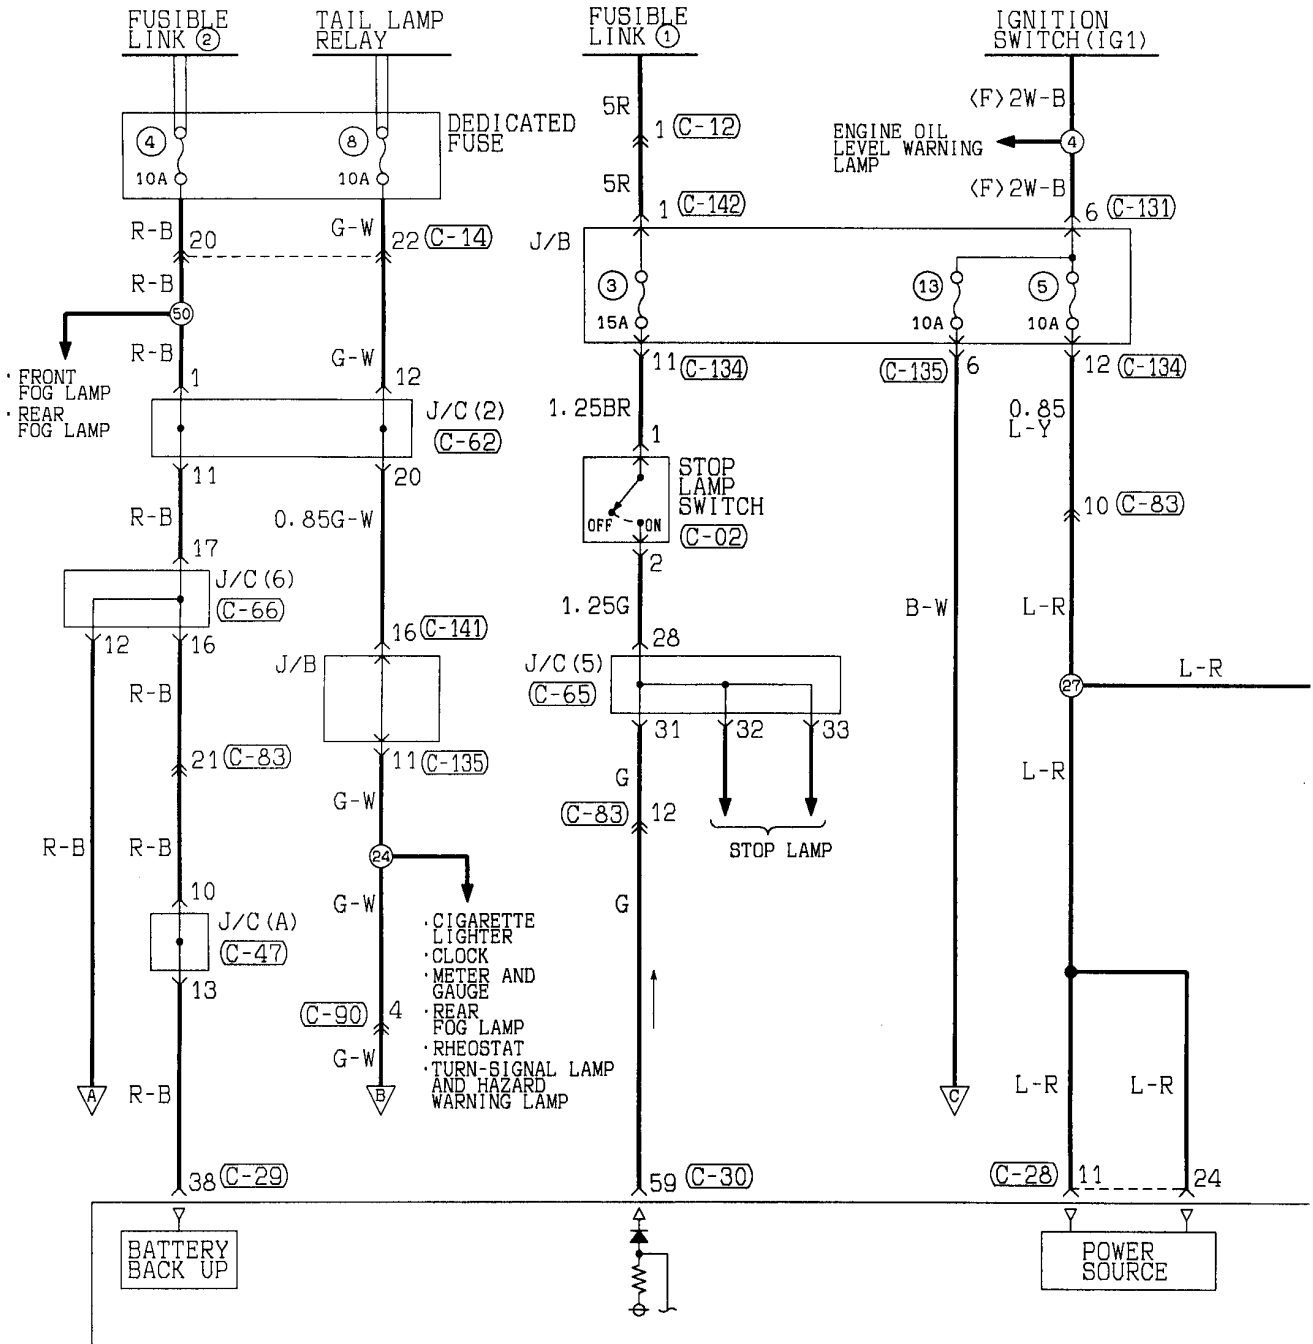 FUSIBLE
LINK ②
TAIL LAMP
RELAY
FUSIBLE
LINK ①
IGNITION
SWITCH(IG1)
5R
⟨F⟩2W-B
1 C-12
4
ENGINE OIL
LEVEL WARNING
LAMP
DEDICATED
FUSE
4
8
10A
10A
5R
⟨F⟩2W-B
1 C-142
6 C-131
R-B
20
G-W
22 C-14
J/B
3
13
5
15A
10A
10A
R-B
50
R-B
G-W
11 C-134
C-135 6
12 C-134
· FRONT
FOG LAMP
· REAR
FOG LAMP
1
12
J/C(2)
C-62
1.25BR
0.85
L-Y
1
11
20
STOP
LAMP
SWITCH
C-02
OFF
ON
10 C-83
R-B
0.85G-W
17
2
J/C(6)
C-66
1.25G
B-W
L-R
12
16
16 C-141
28
J/B
J/C(5)
C-65
27
L-R
R-B
31
32
33
21 C-83
11 C-135
G
L-R
G-W
C-83 12
STOP LAMP
R-B
R-B
24
10
G-W
G
J/C(A)
C-47
·CIGARETTE
LIGHTER
·CLOCK
·METER AND
GAUGE
·REAR
FOG LAMP
·RHEOSTAT
·TURN-SIGNAL LAMP
AND HAZARD
WARNING LAMP
13
C-90 4
G-W
A
R-B
B
C
L-R
L-R
38 C-29
59 C-30
C-28 11
24
BATTERY
BACK UP
POWER
SOURCE